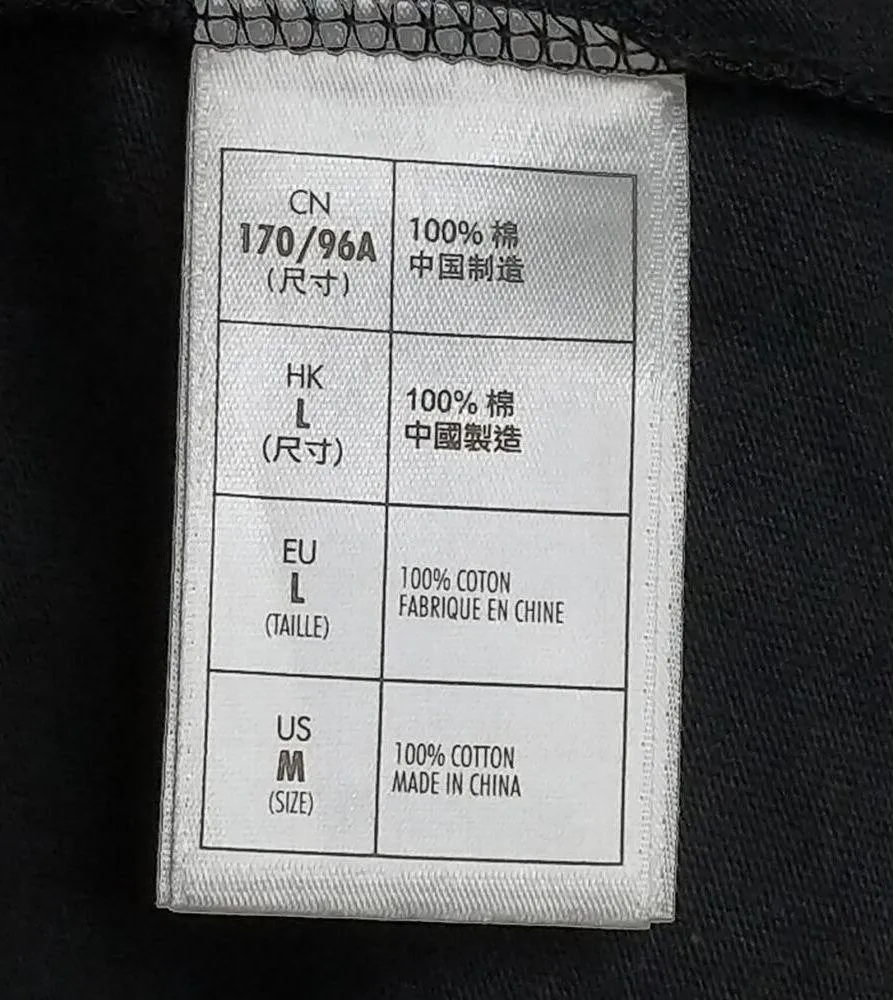 CN
170/96A
(尺寸)
100% 棉
中国制造
HK
L
(尺寸)
100% 棉
中國製造
EU
L
(TAILLE)
100% COTON
FABRIQUE EN CHINE
US
M
(SIZE)
100% COTTON
MADE IN CHINA